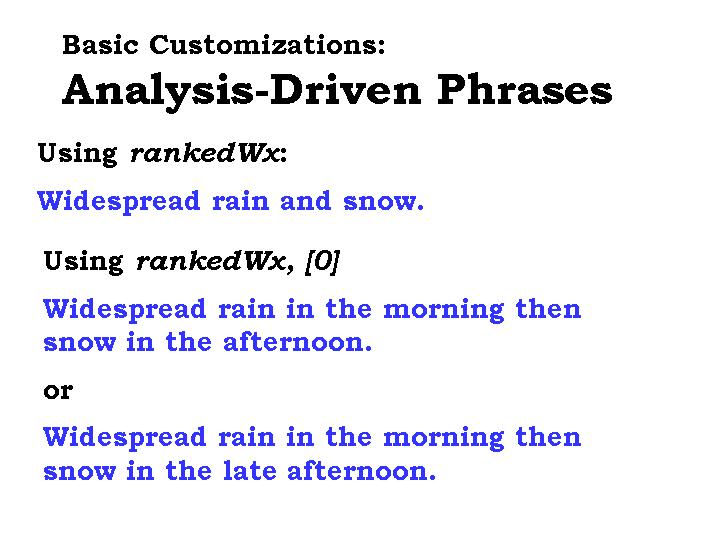 Basic Customizations:
Analysis-Driven Phrases
Using rankedWx:
Widespread rain and snow.
Using rankedWx, [0]
Widespread rain in the morning then
snow in the afternoon.
or
Widespread rain in the morning then
snow in the late afternoon.